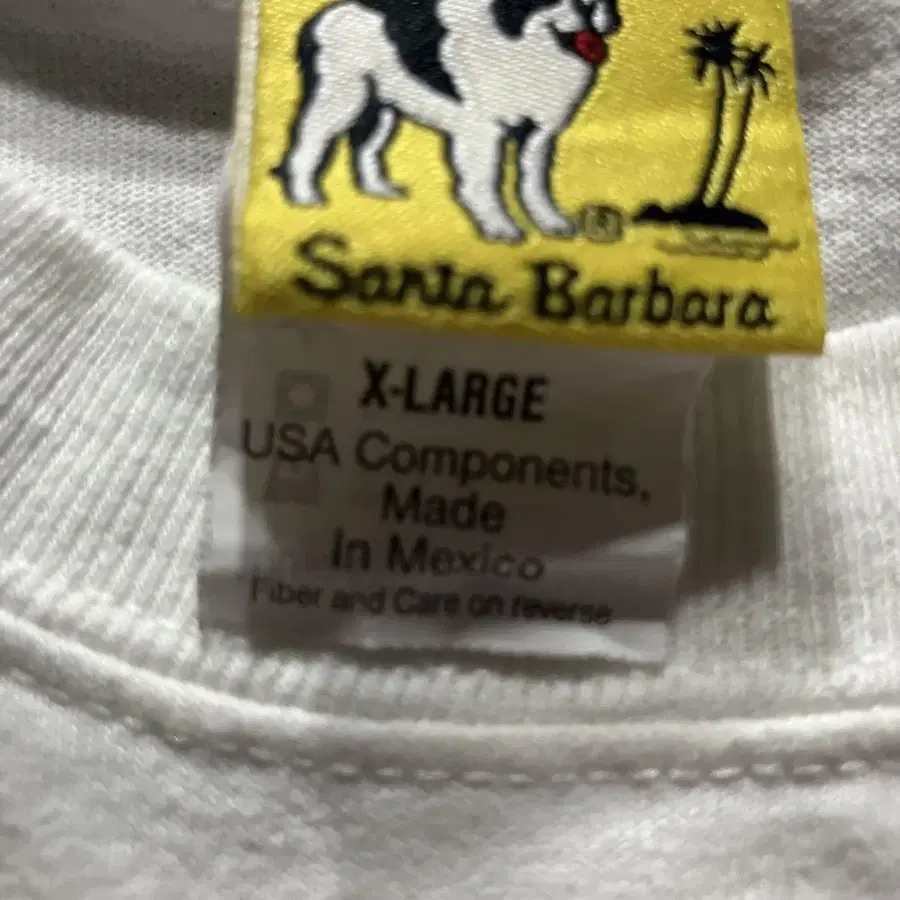 Santa Barbara
X-LARGE
USA Components,
Made
In Mexico
Fiber and Care on reverse